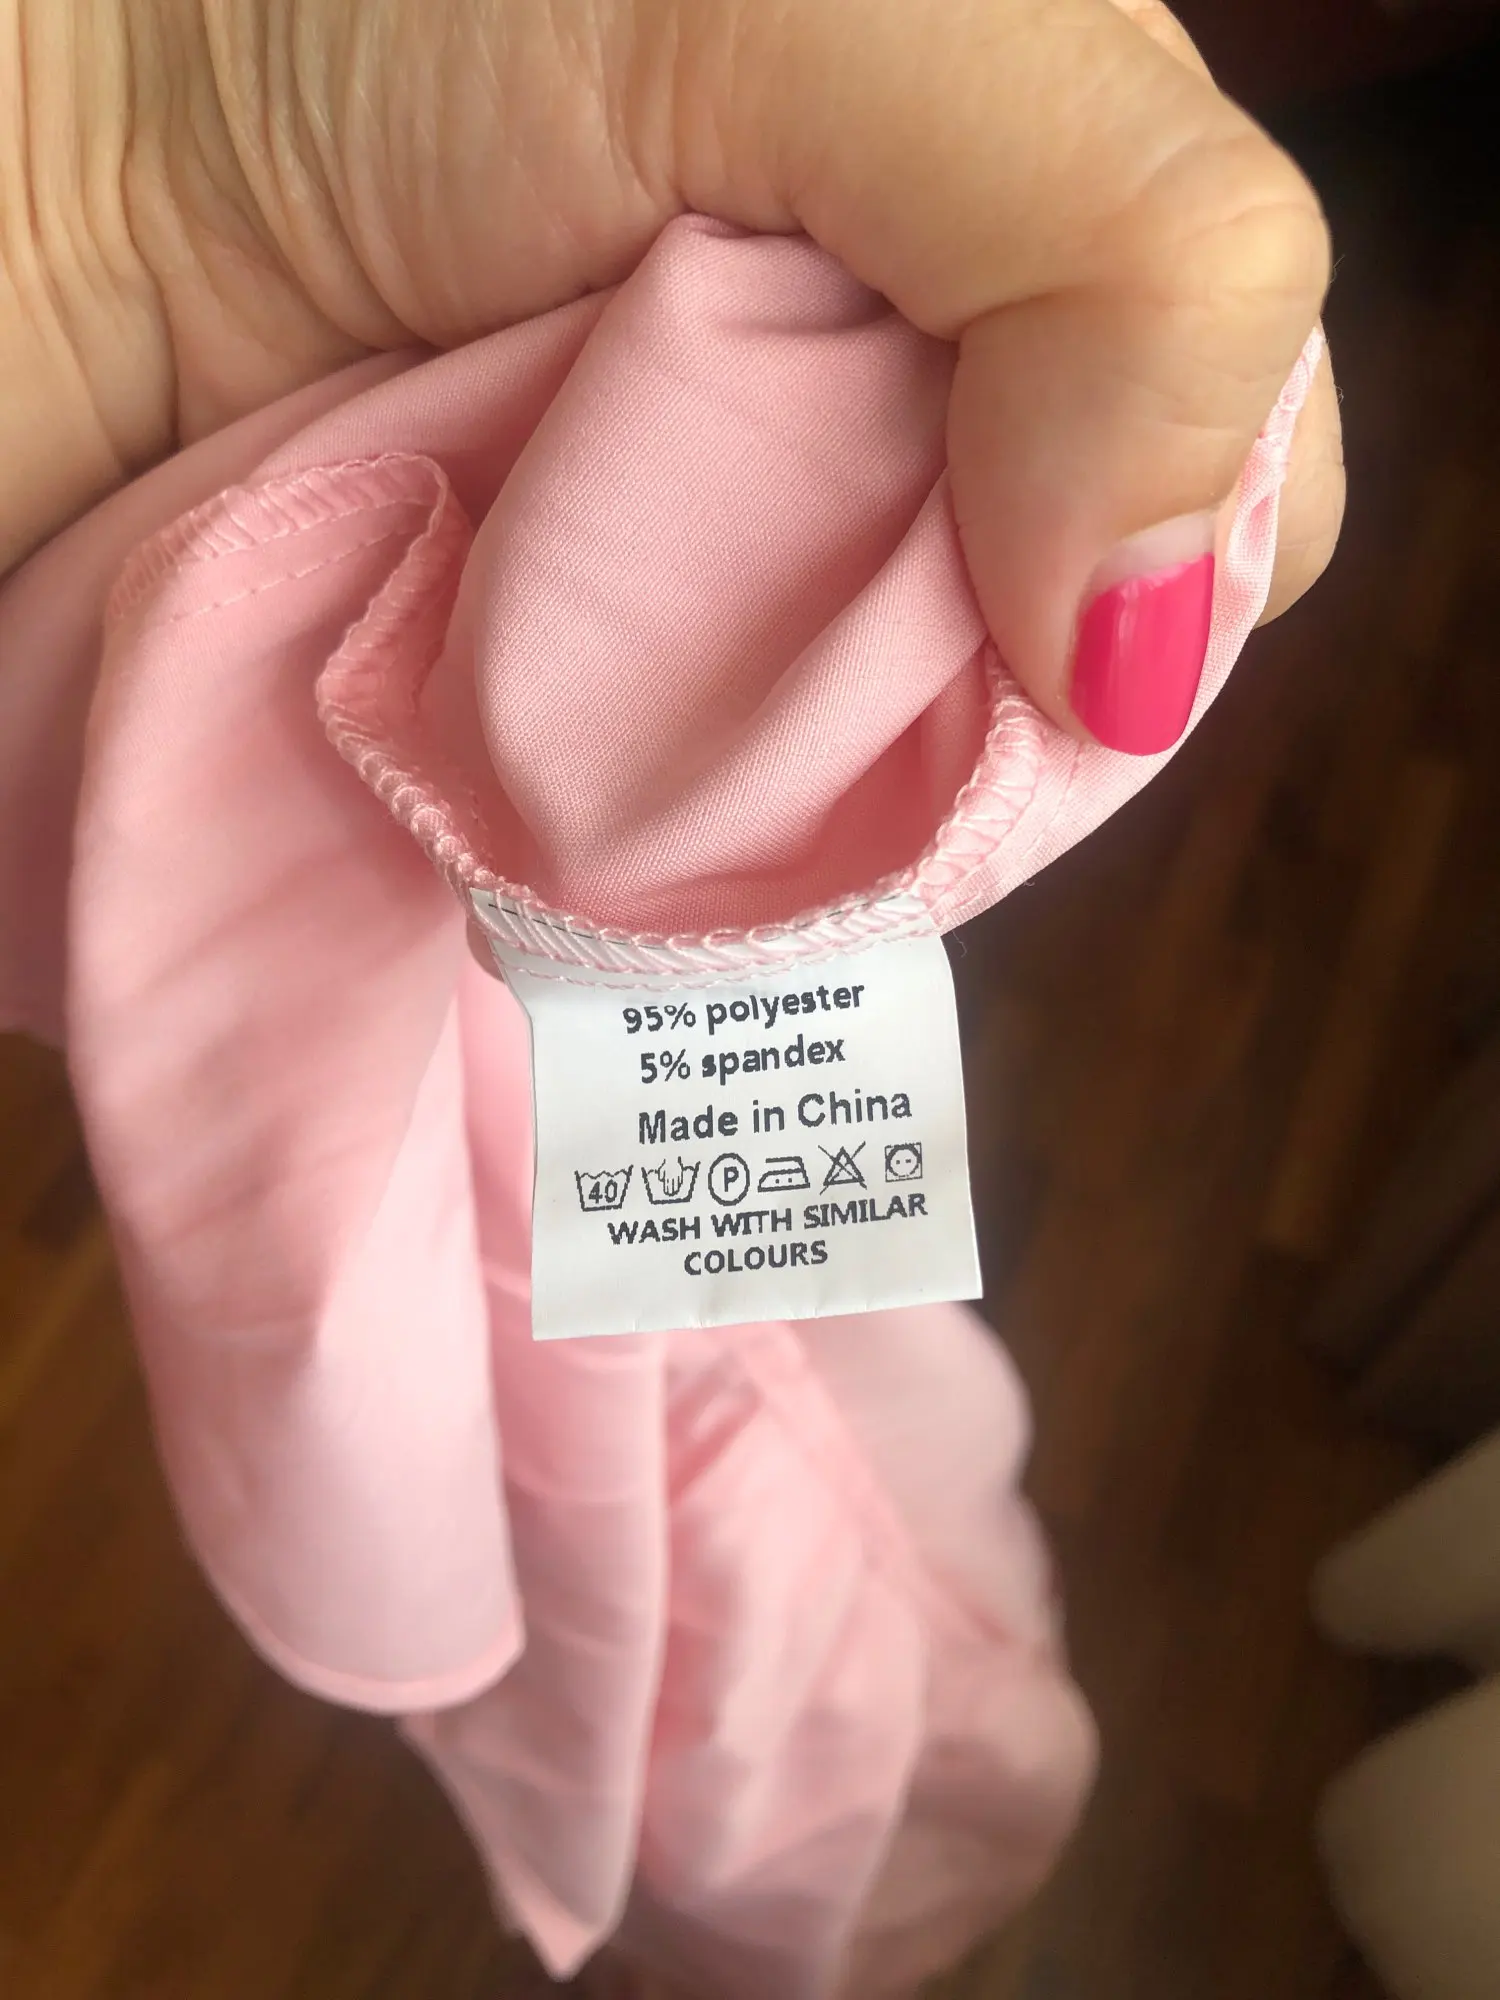 95% polyester
5% spandex
Made in China
40 P
WASH WITH SIMILAR
COLOURS